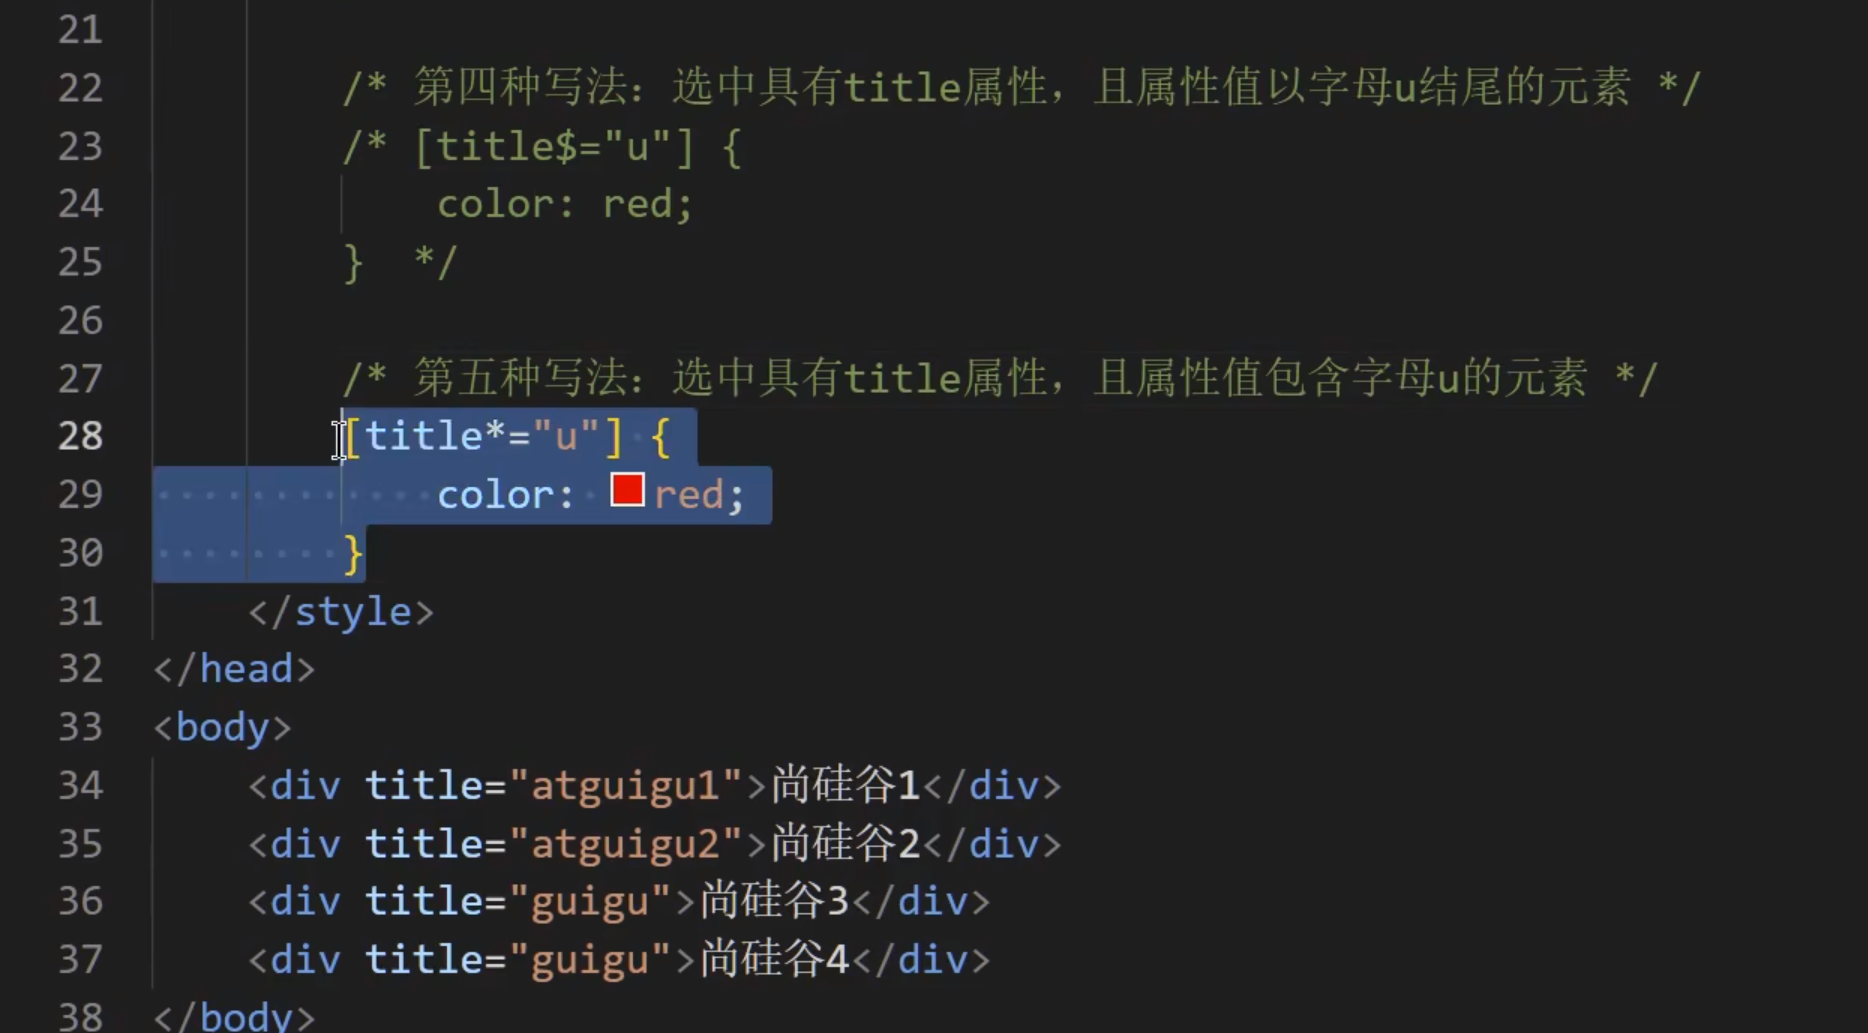 21
22 /* 第四种写法：选中具有title属性，且属性值以字母u结尾的元素 */
23 /* [title$="u"] {
24 color: red;
25 } */
26
27 /* 第五种写法：选中具有title属性，且属性值包含字母u的元素 */
28 [title*="u"] {
29 color: red;
30 }
31 </style>
32 </head>
33 <body>
34 <div title="atguigu1">尚硅谷1</div>
35 <div title="atguigu2">尚硅谷2</div>
36 <div title="guigu">尚硅谷3</div>
37 <div title="guigu">尚硅谷4</div>
38 </body>